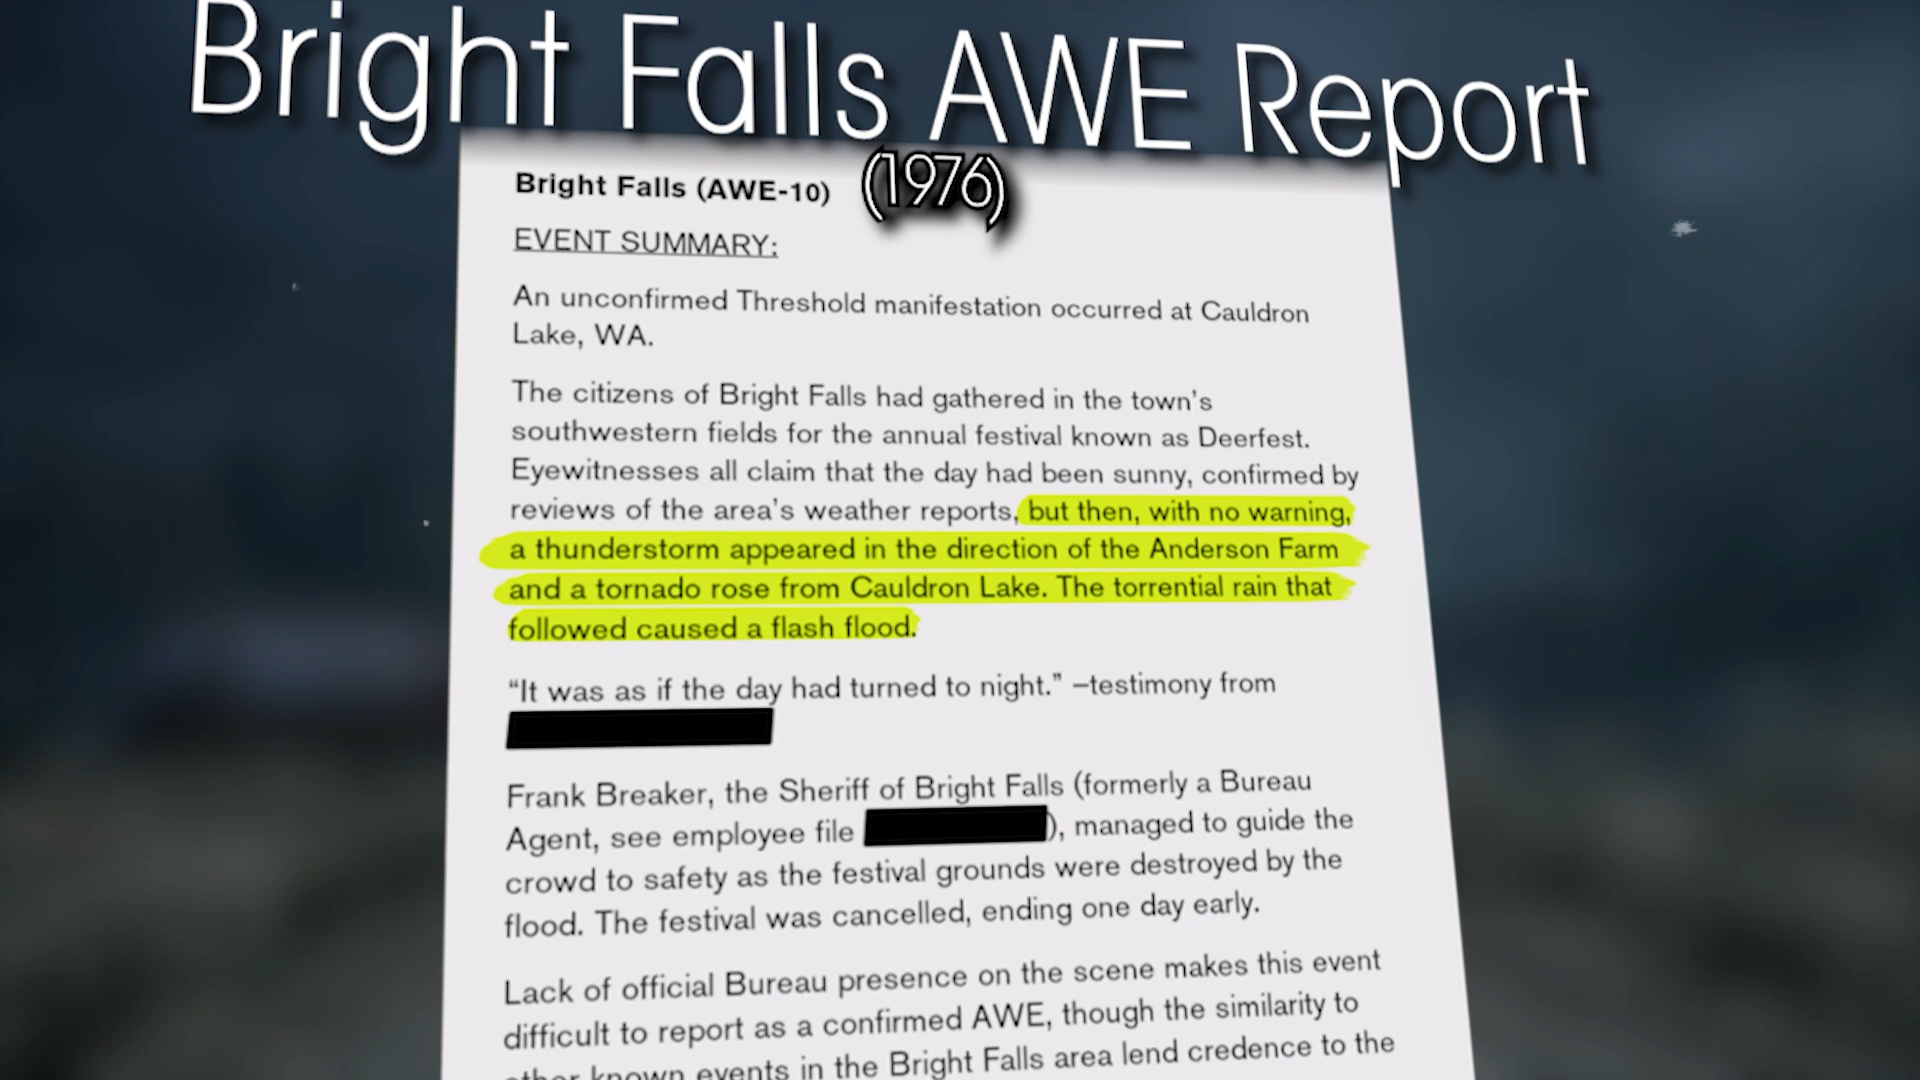 Bright Falls AWE Report
(1976)
Bright Falls (AWE-10)
EVENT SUMMARY:
An unconfirmed Threshold manifestation occurred at Cauldron
Lake, WA.
The citizens of Bright Falls had gathered in the town's
southwestern fields for the annual festival known as Deerfest.
Eyewitnesses all claim that the day had been sunny, confirmed by
reviews of the area's weather reports, but then, with no warning,
a thunderstorm appeared in the direction of the Anderson Farm
and a tornado rose from Cauldron Lake. The torrential rain that
followed caused a flash flood.
“It was as if the day had turned to night.” –testimony from
Frank Breaker, the Sheriff of Bright Falls (formerly a Bureau
Agent, see employee file ), managed to guide the
crowd to safety as the festival grounds were destroyed by the
flood. The festival was cancelled, ending one day early.
Lack of official Bureau presence on the scene makes this event
difficult to report as a confirmed AWE, though the similarity to
other known events in the Bright Falls area lend credence to the